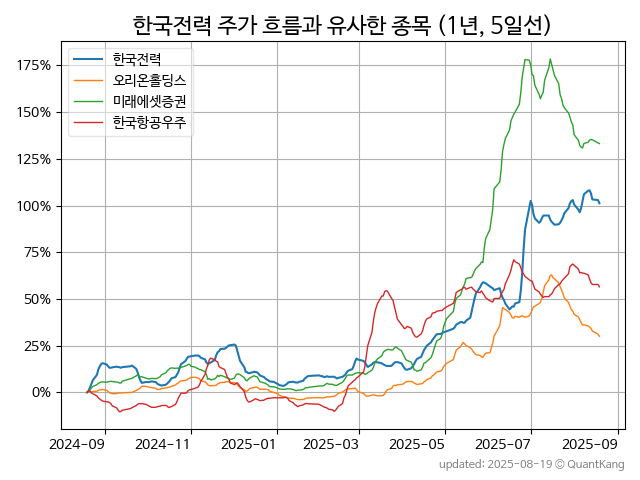 한국전력 주가 흐름과 유사한 종목 (1년, 5일선)
한국전력
오리온홀딩스
미래에셋증권
한국항공우주
175%
150%
125%
100%
75%
50%
25%
0%
2024-09 2024-11 2025-01 2025-03 2025-05 2025-07 2025-09
updated: 2025-08-19 © QuantKang